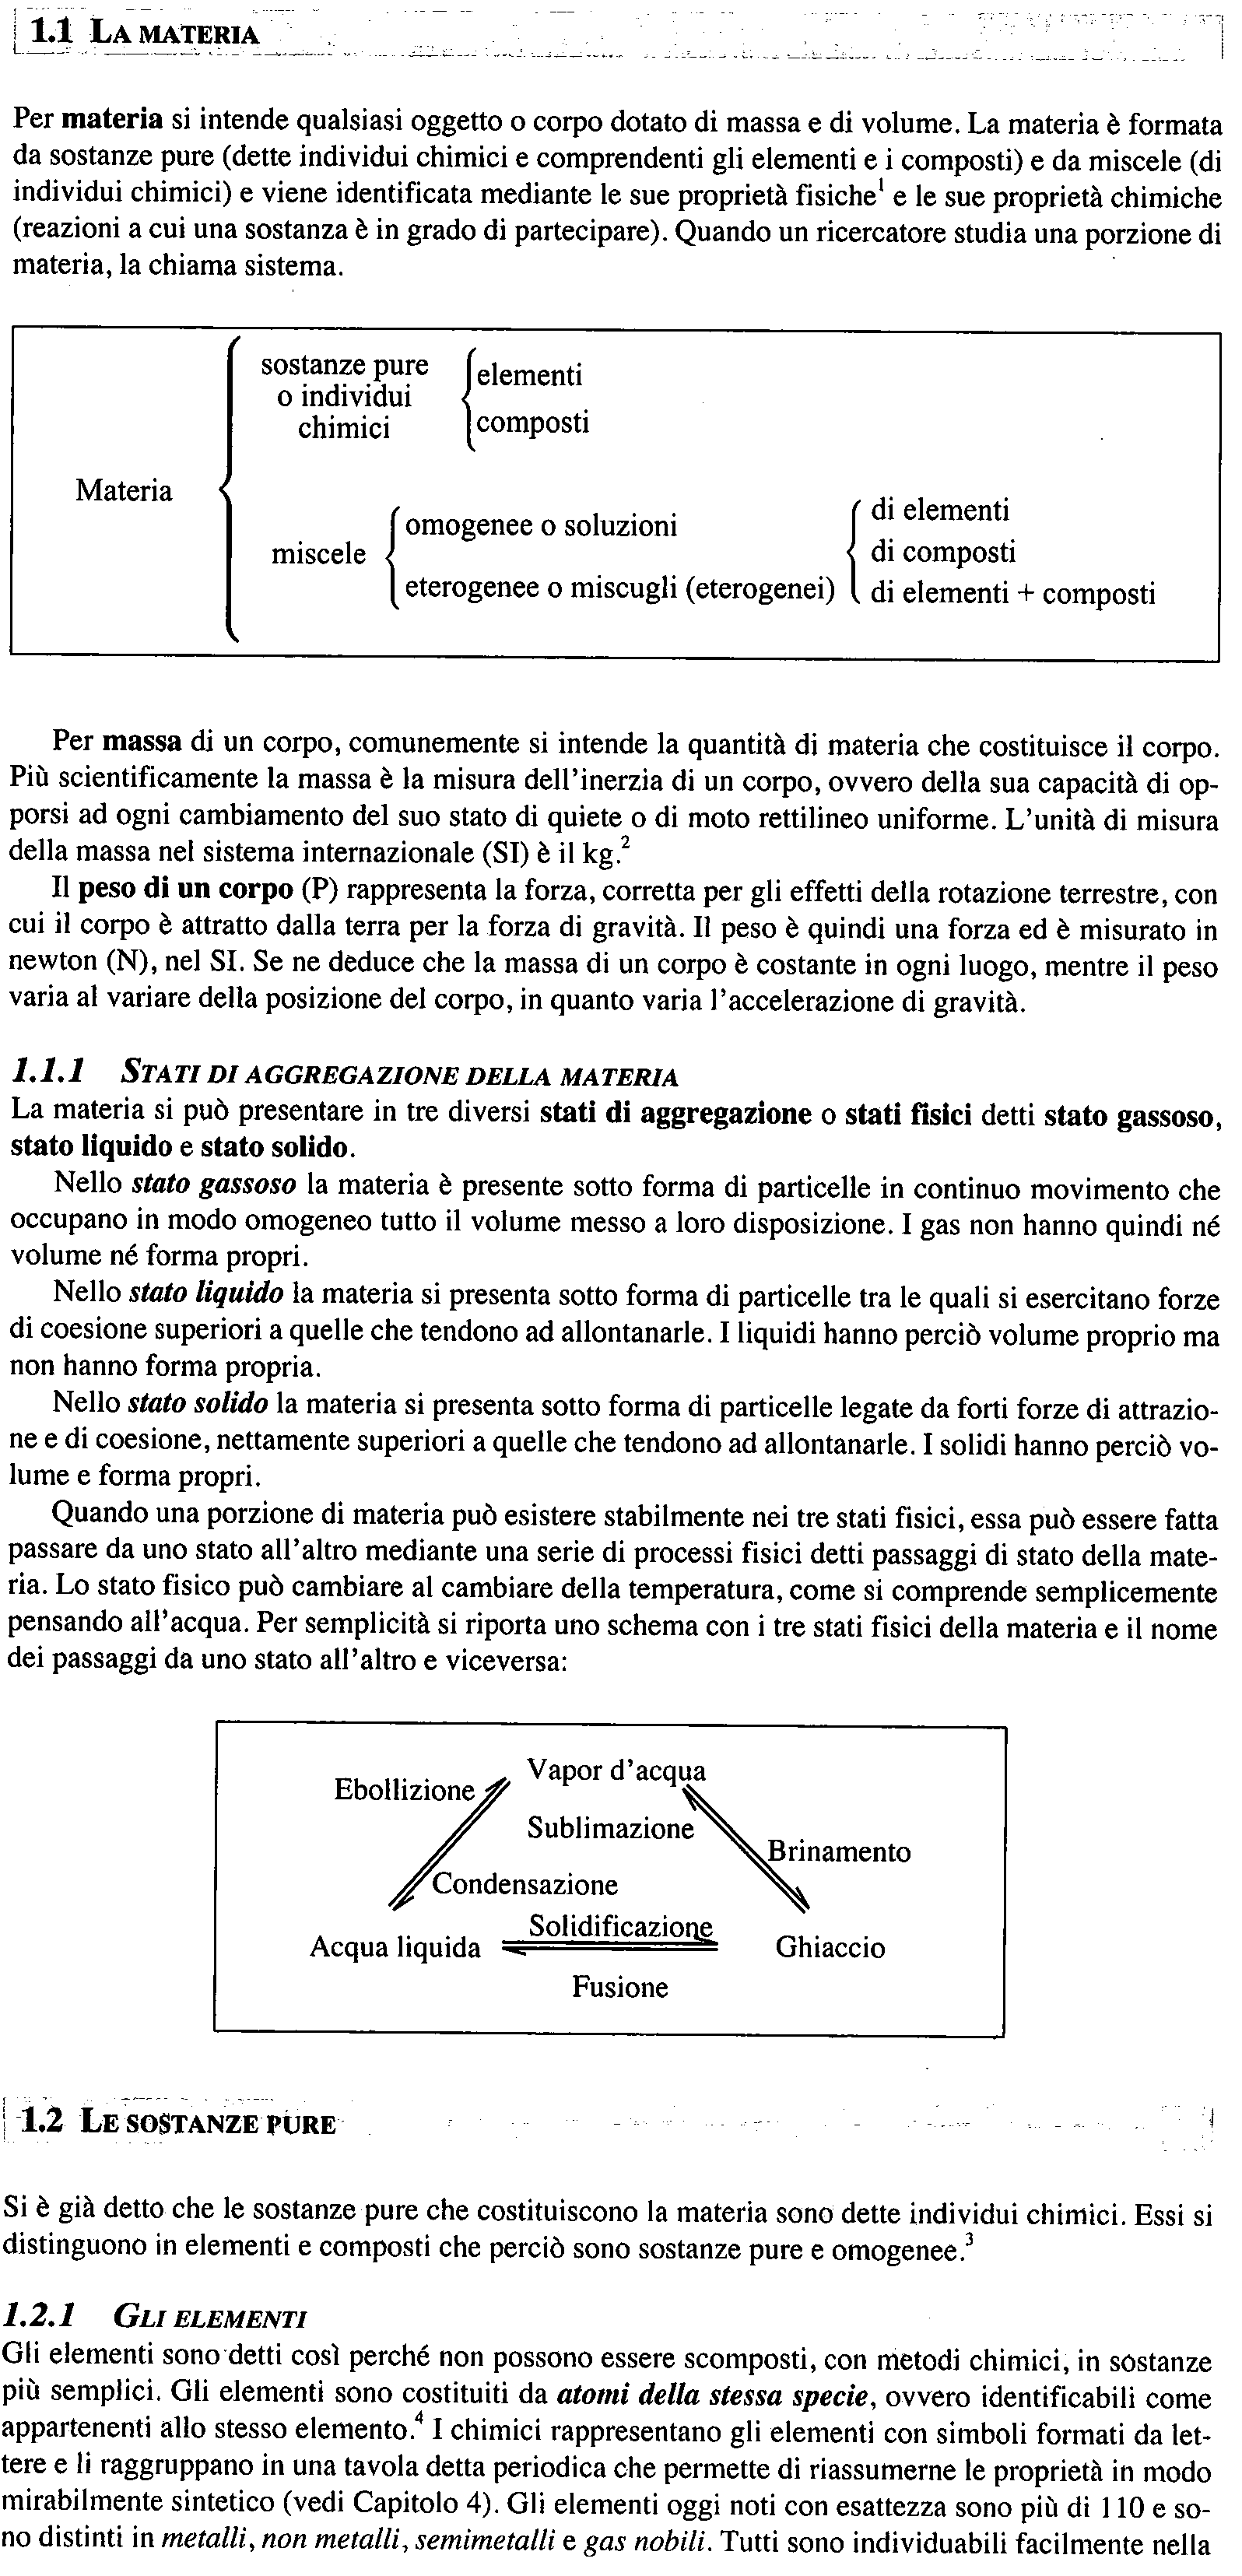 1.1 LA MATERIA
Per materia si intende qualsiasi oggetto o corpo dotato di massa e di volume. La materia è formata
da sostanze pure (dette individui chimici e comprendenti gli elementi e i composti) e da miscele (di
individui chimici) e viene identificata mediante le sue proprietà fisiche¹ e le sue proprietà chimiche
(reazioni a cui una sostanza è in grado di partecipare). Quando un ricercatore studia una porzione di
materia, la chiama sistema.
Materia
sostanze pure
o individui
chimici
elementi
composti
miscele
omogenee o soluzioni
eterogenee o miscugli (eterogenei)
di elementi
di composti
di elementi + composti
Per massa di un corpo, comunemente si intende la quantità di materia che costituisce il corpo.
Più scientificamente la massa è la misura dell'inerzia di un corpo, ovvero della sua capacità di op-
porsi ad ogni cambiamento del suo stato di quiete o di moto rettilineo uniforme. L'unità di misura
della massa nel sistema internazionale (SI) è il kg.²
Il peso di un corpo (P) rappresenta la forza, corretta per gli effetti della rotazione terrestre, con
cui il corpo è attratto dalla terra per la forza di gravità. Il peso è quindi una forza ed è misurato in
newton (N), nel SI. Se ne deduce che la massa di un corpo è costante in ogni luogo, mentre il peso
varia al variare della posizione del corpo, in quanto varia l'accelerazione di gravità.
1.1.1 STATI DI AGGREGAZIONE DELLA MATERIA
La materia si può presentare in tre diversi stati di aggregazione o stati fisici detti stato gassoso,
stato liquido e stato solido.
Nello stato gassoso la materia è presente sotto forma di particelle in continuo movimento che
occupano in modo omogeneo tutto il volume messo a loro disposizione. I gas non hanno quindi né
volume né forma propri.
Nello stato liquido la materia si presenta sotto forma di particelle tra le quali si esercitano forze
di coesione superiori a quelle che tendono ad allontanarle. I liquidi hanno perciò volume proprio ma
non hanno forma propria.
Nello stato solido la materia si presenta sotto forma di particelle legate da forti forze di attrazio-
ne e di coesione, nettamente superiori a quelle che tendono ad allontanarle. I solidi hanno perciò vo-
lume e forma propri.
Quando una porzione di materia può esistere stabilmente nei tre stati fisici, essa può essere fatta
passare da uno stato all'altro mediante una serie di processi fisici detti passaggi di stato della mate-
ria. Lo stato fisico può cambiare al cambiare della temperatura, come si comprende semplicemente
pensando all'acqua. Per semplicità si riporta uno schema con i tre stati fisici della materia e il nome
dei passaggi da uno stato all'altro e viceversa:
Vapor d'acqua
Ebollizione
Sublimazione
Brinamento
Condensazione
Solidificazione
Acqua liquida
Ghiaccio
Fusione
1.2 LE SOSTANZE PURE
Si è già detto che le sostanze pure che costituiscono la materia sono dette individui chimici. Essi si
distinguono in elementi e composti che perciò sono sostanze pure e omogenee.³
1.2.1 GLI ELEMENTI
Gli elementi sono detti così perché non possono essere scomposti, con metodi chimici, in sostanze
più semplici. Gli elementi sono costituiti da atomi della stessa specie, ovvero identificabili come
appartenenti allo stesso elemento.⁴ I chimici rappresentano gli elementi con simboli formati da let-
tere e li raggruppano in una tavola detta periodica che permette di riassumerne le proprietà in modo
mirabilmente sintetico (vedi Capitolo 4). Gli elementi oggi noti con esattezza sono più di 110 e so-
no distinti in metalli, non metalli, semimetalli e gas nobili. Tutti sono individuabili facilmente nella